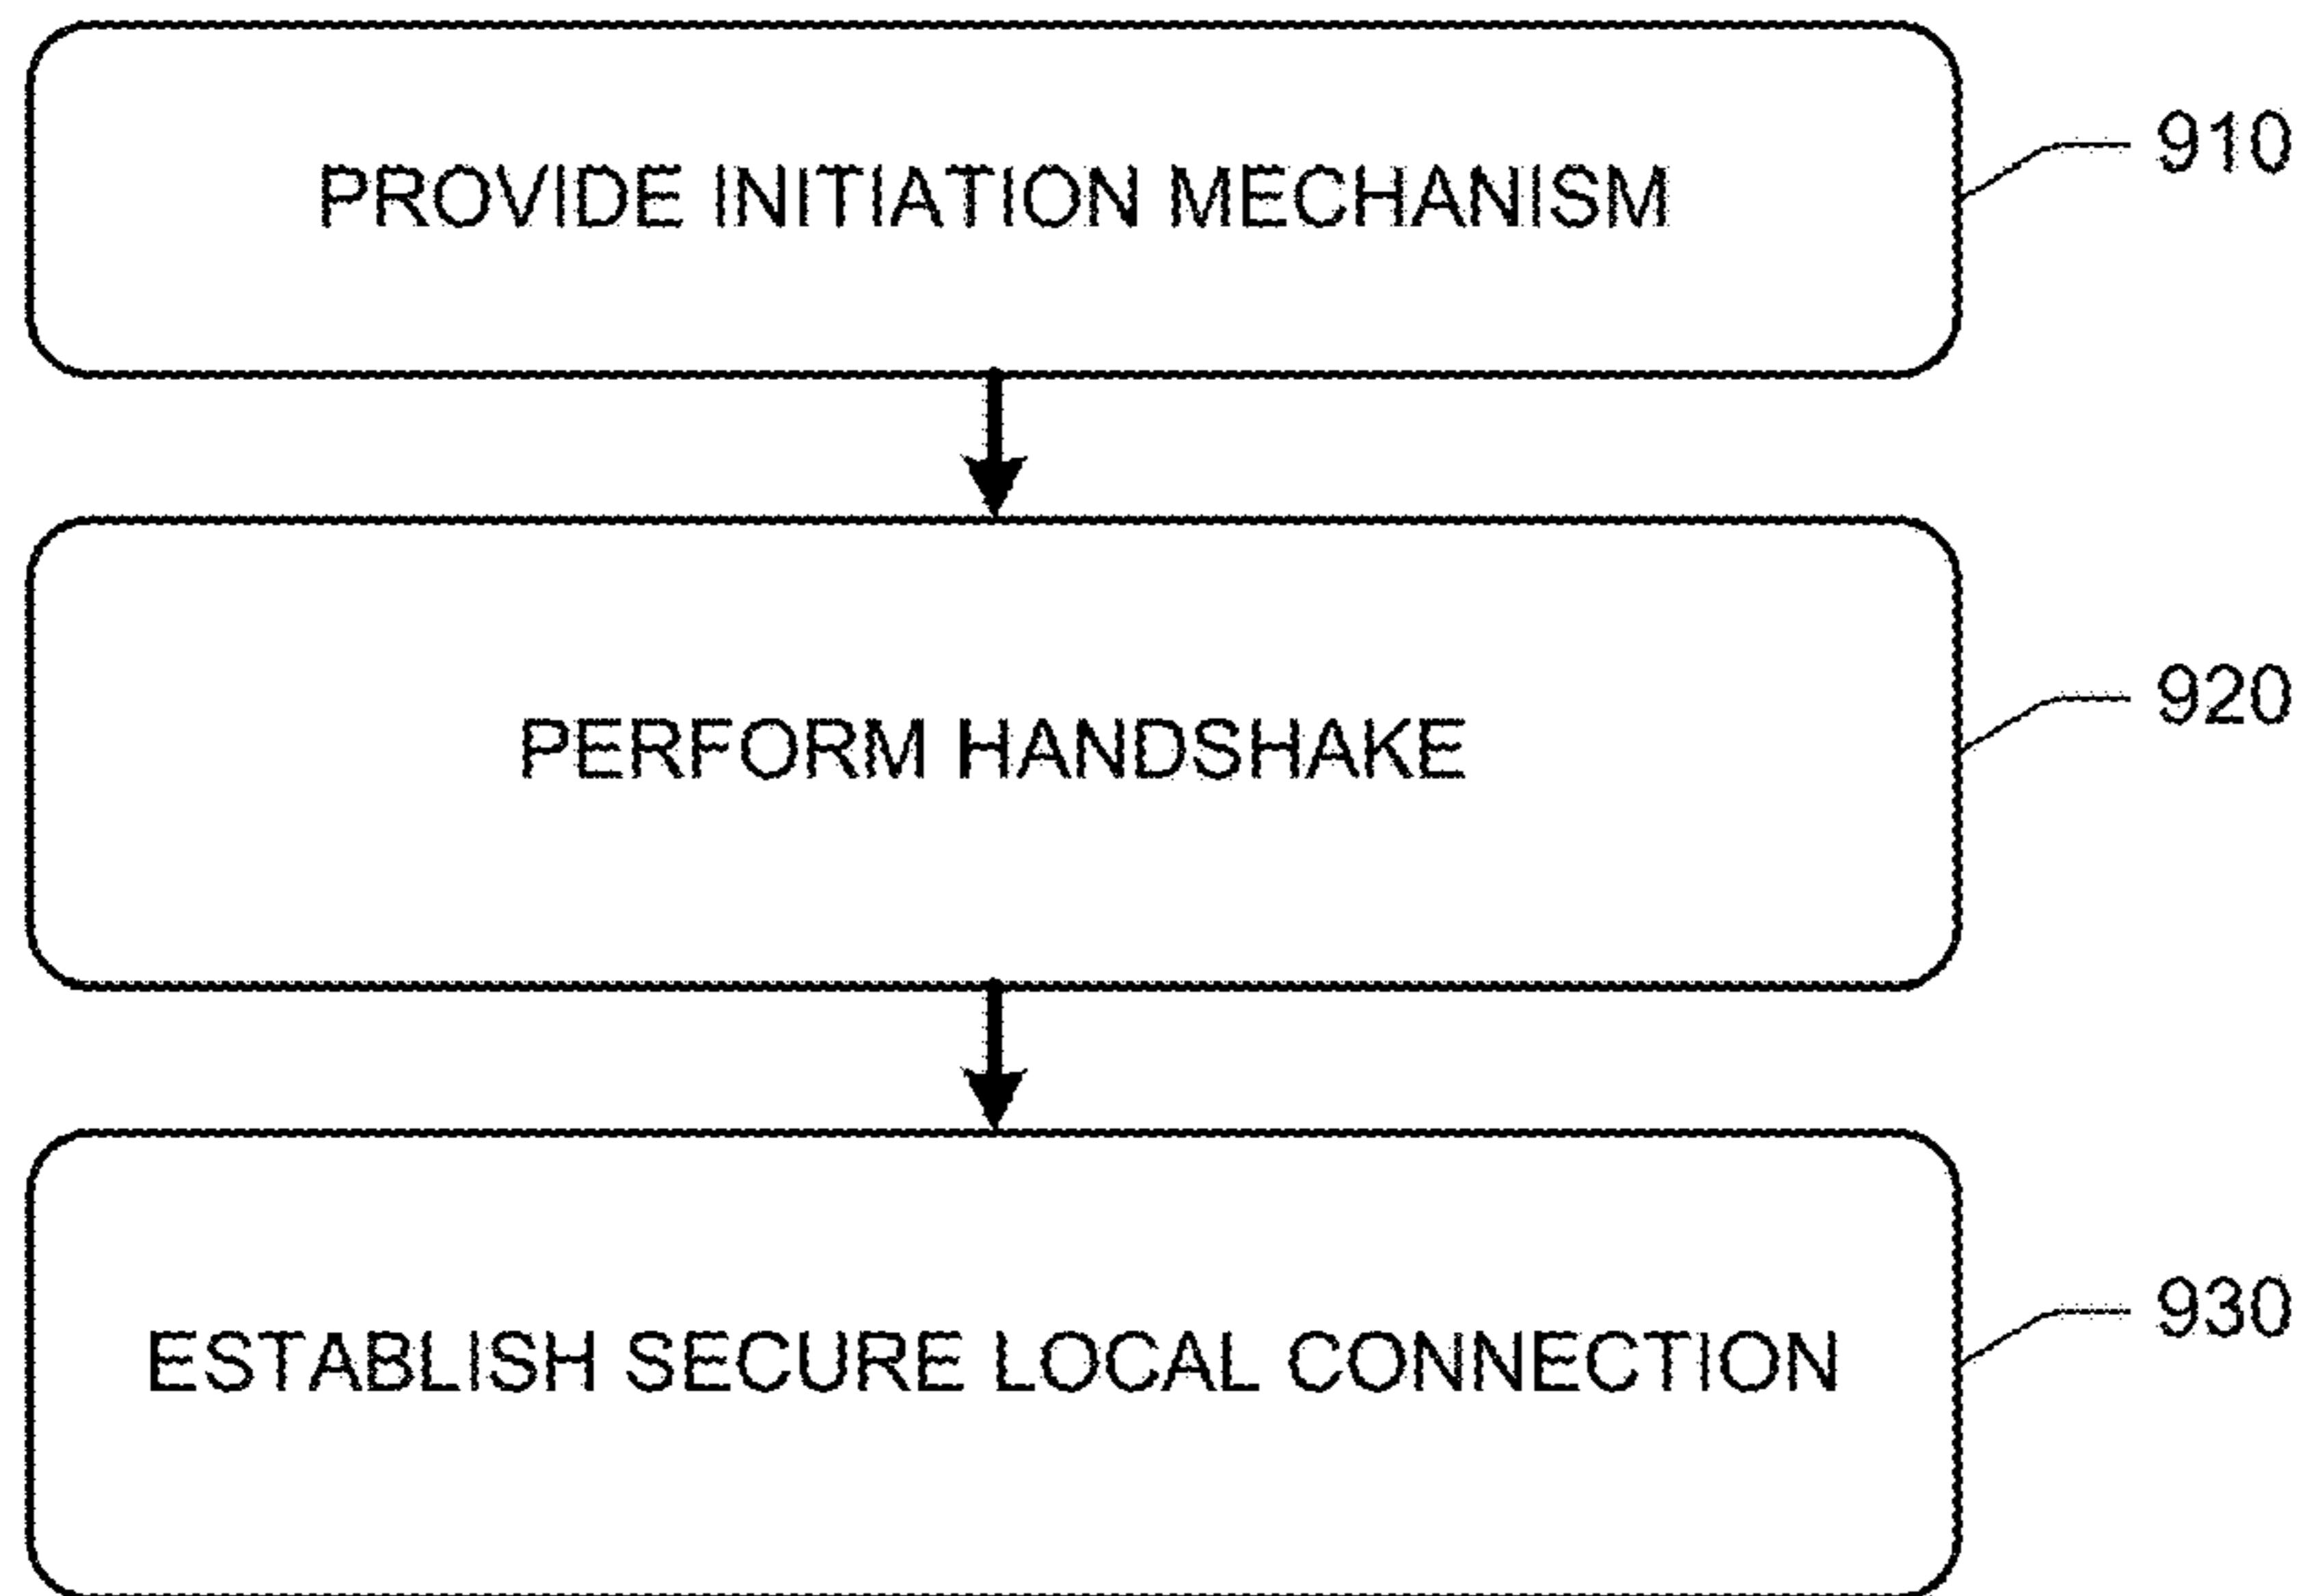 PROVIDE INITIATION MECHANISM
910
PERFORM HANDSHAKE
920
ESTABLISH SECURE LOCAL CONNECTION
930